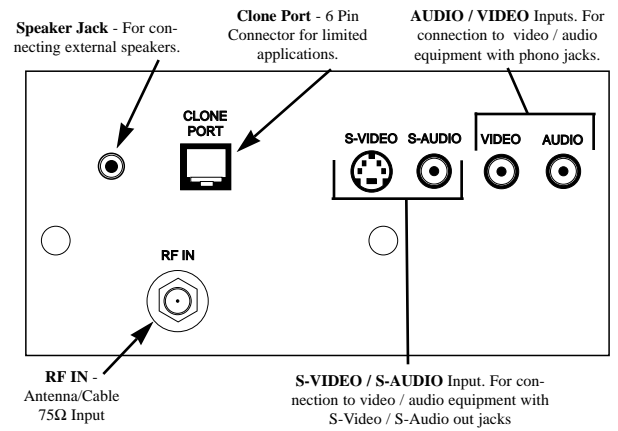 Speaker Jack - For con-
necting external speakers.
Clone Port - 6 Pin
Connector for limited
applications.
AUDIO / VIDEO Inputs. For
connection to video / audio
equipment with phono jacks.
CLONE
PORT
S-VIDEO S-AUDIO VIDEO AUDIO
RF IN
RF IN -
Antenna/Cable
75Ω Input
S-VIDEO / S-AUDIO Input. For con-
nection to video / audio equipment with
S-Video / S-Audio out jacks